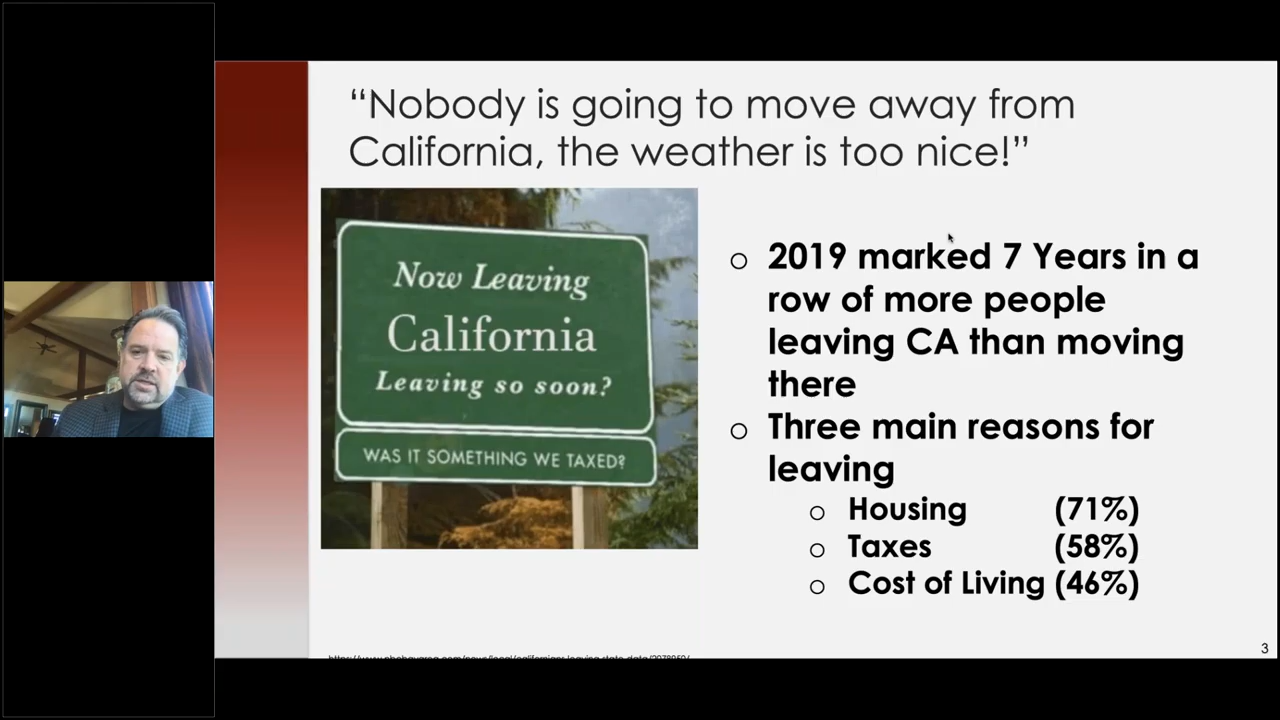 “Nobody is going to move away from
California, the weather is too nice!”
Now Leaving
California
Leaving so soon?
WAS IT SOMETHING WE TAXED?
2019 marked 7 Years in a
row of more people
leaving CA than moving
there
Three main reasons for
leaving
Housing (71%)
Taxes (58%)
Cost of Living (46%)
3